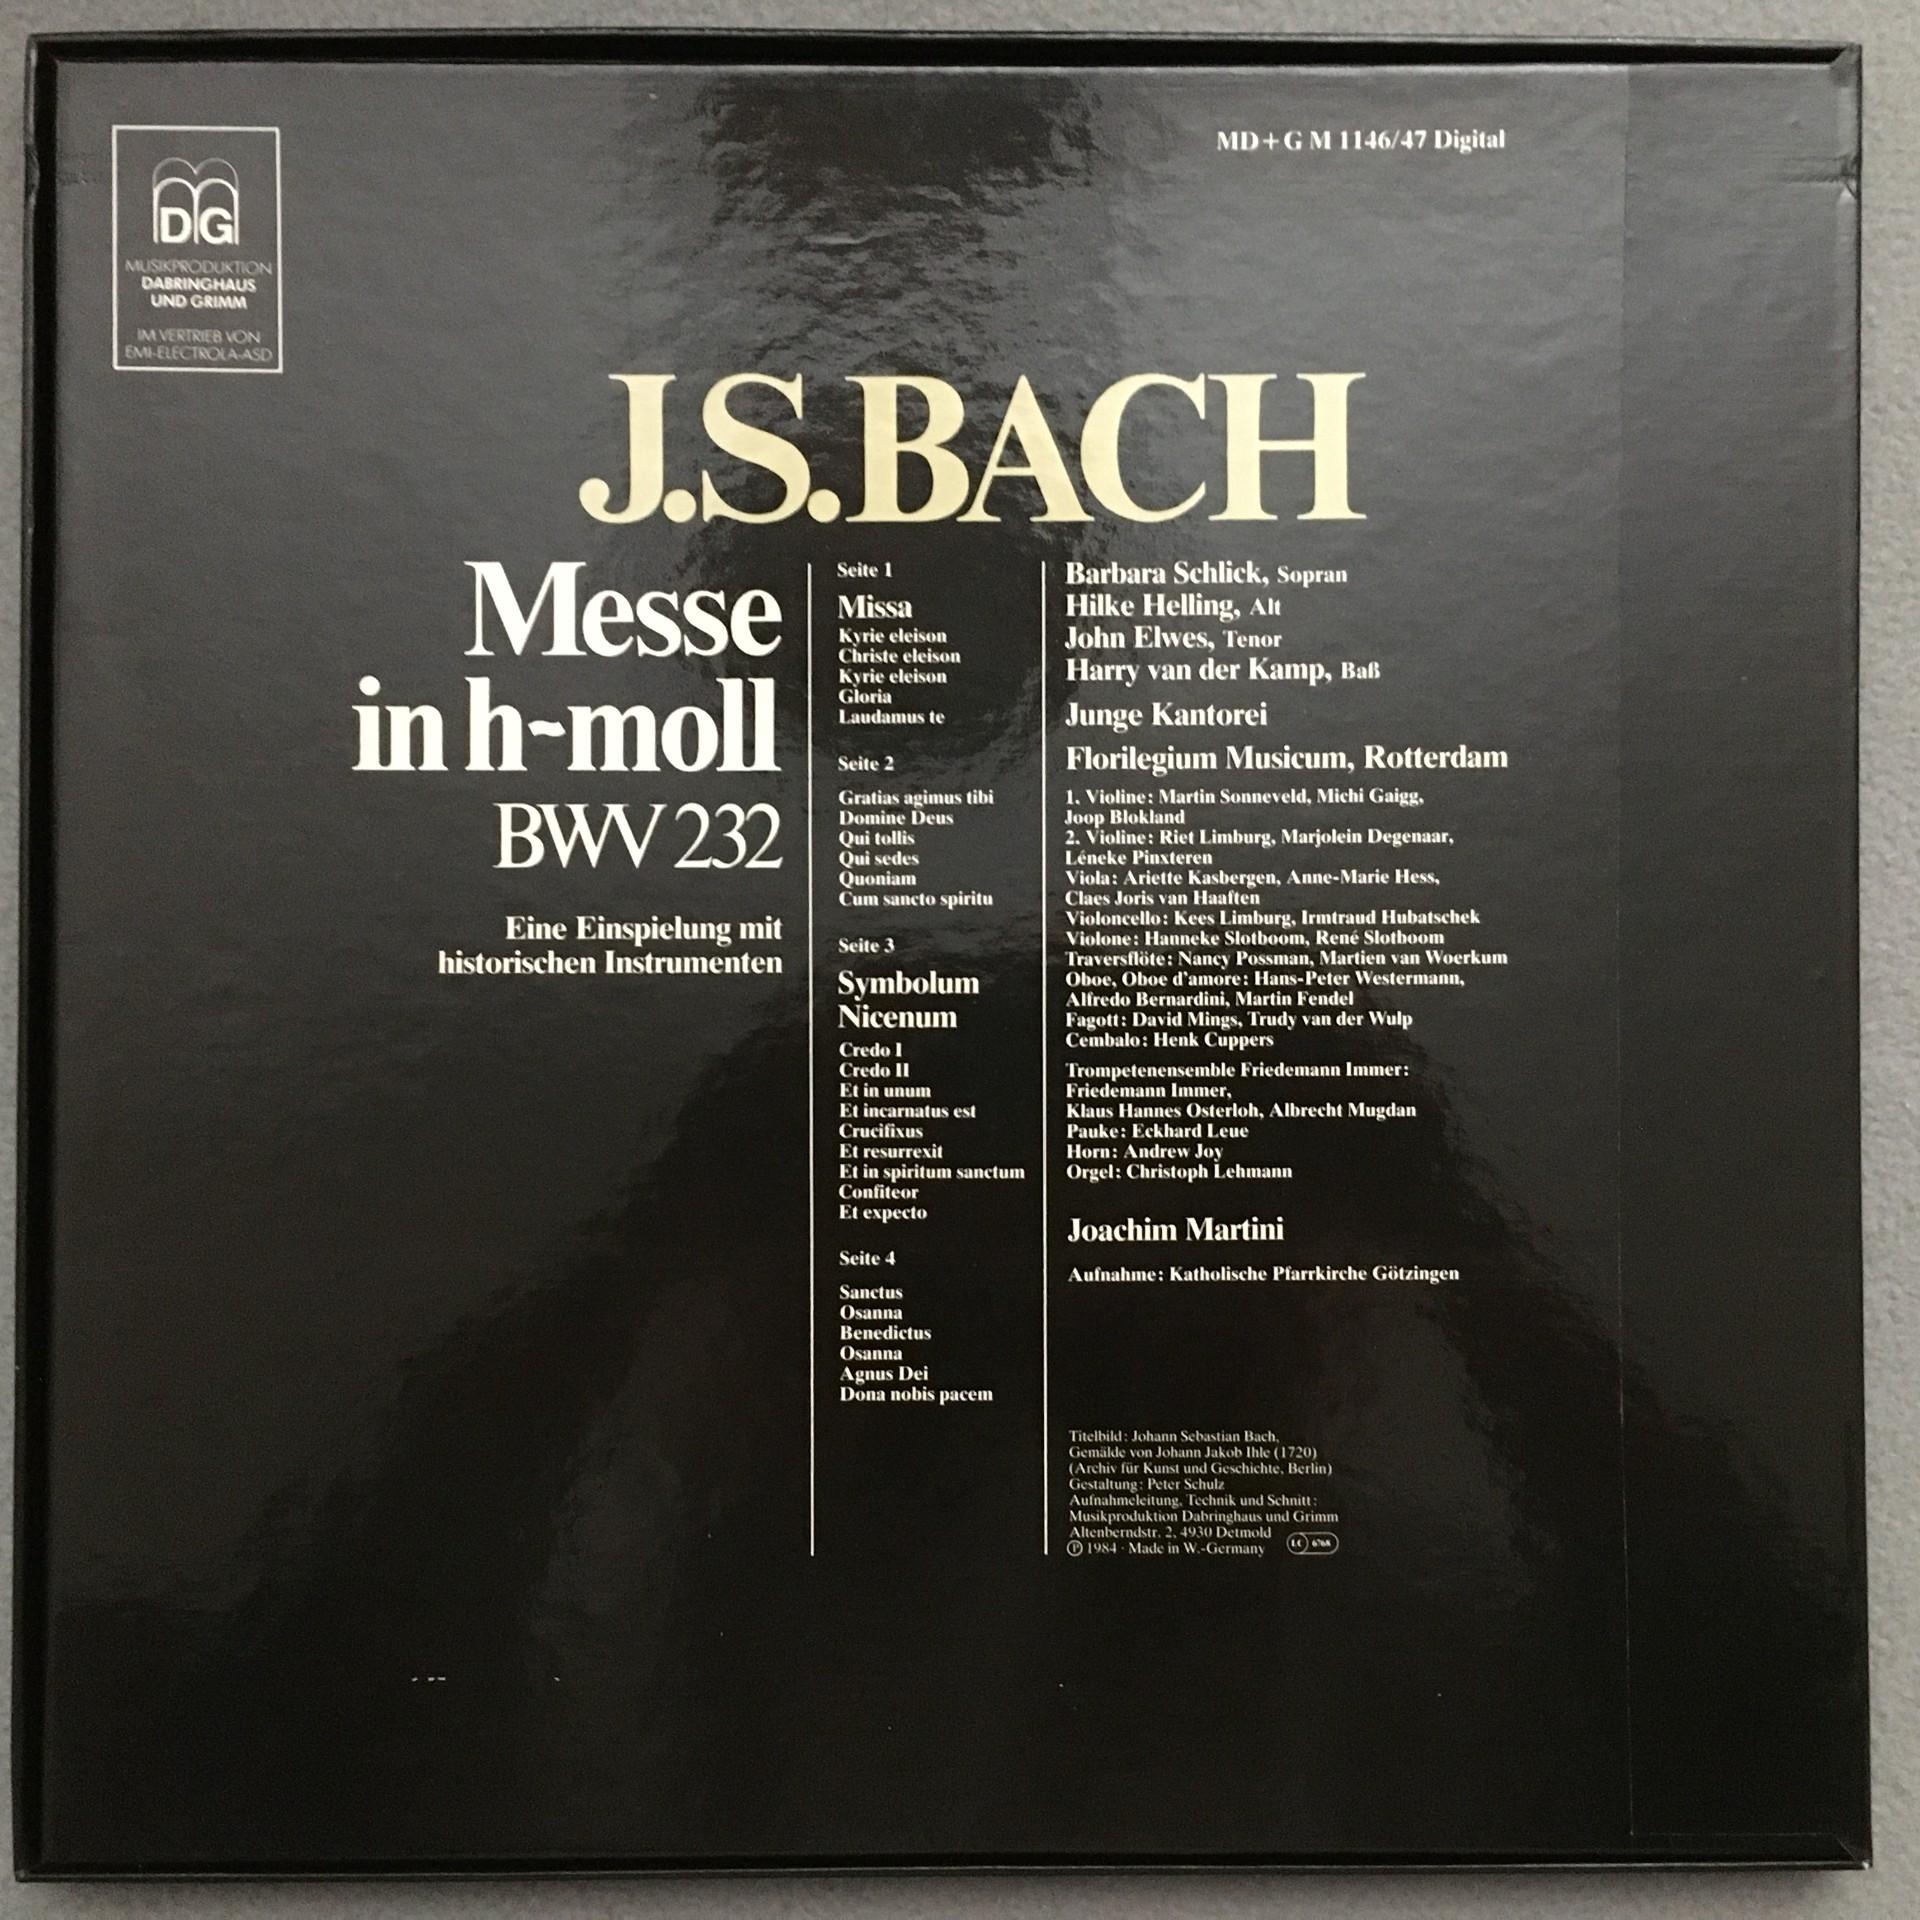 DG
MUSIKPRODUKTION
DABRINGHAUS
UND GRIMM
IM VERTRIEB VON
EMI-ELECTROLA-ASD
MD+G M 1146/47 Digital
J.S.BACH
Messe
in h-moll
BWV 232
Eine Einspielung mit
historischen Instrumenten
Seite 1
Missa
Kyrie eleison
Christe eleison
Kyrie eleison
Gloria
Laudamus te
Seite 2
Gratias agimus tibi
Domine Deus
Qui tollis
Qui sedes
Quoniam
Cum sancto spiritu
Seite 3
Symbolum
Nicenum
Credo I
Credo II
Et in unum
Et incarnatus est
Crucifixus
Et resurrexit
Et in spiritum sanctum
Confiteor
Et expecto
Seite 4
Sanctus
Osanna
Benedictus
Osanna
Agnus Dei
Dona nobis pacem
Barbara Schlick, Sopran
Hilke Helling, Alt
John Elwes, Tenor
Harry van der Kamp, Baß
Junge Kantorei
Florilegium Musicum, Rotterdam
1. Violine: Martin Sonneveld, Michi Gaigg,
Joop Blokland
2. Violine: Riet Limburg, Marjolein Degenaar,
Léneke Pinxteren
Viola: Ariette Kasbergen, Anne-Marie Hess,
Claes Joris van Haaften
Violoncello: Kees Limburg, Irmtraud Hubatschek
Violone: Hanneke Slotboom, René Slotboom
Traversflöte: Nancy Possman, Martien van Woerkum
Oboe, Oboe d'amore: Hans-Peter Westermann,
Alfredo Bernardini, Martin Fendel
Fagott: David Mings, Trudy van der Wulp
Cembalo: Henk Cuppers
Trompetenensemble Friedemann Immer:
Friedemann Immer,
Klaus Hannes Osterloh, Albrecht Mugdan
Pauke: Eckhard Leue
Horn: Andrew Joy
Orgel: Christoph Lehmann
Joachim Martini
Aufnahme: Katholische Pfarrkirche Götzingen
Titelbild: Johann Sebastian Bach,
Gemälde von Johann Jakob Ihle (1720)
(Archiv für Kunst und Geschichte, Berlin)
Gestaltung: Peter Schulz
Aufnahmeleitung, Technik und Schnitt:
Musikproduktion Dabringhaus und Grimm
Altenberndstr. 2, 4930 Detmold
Ⓟ 1984 · Made in W.-Germany LC 6768